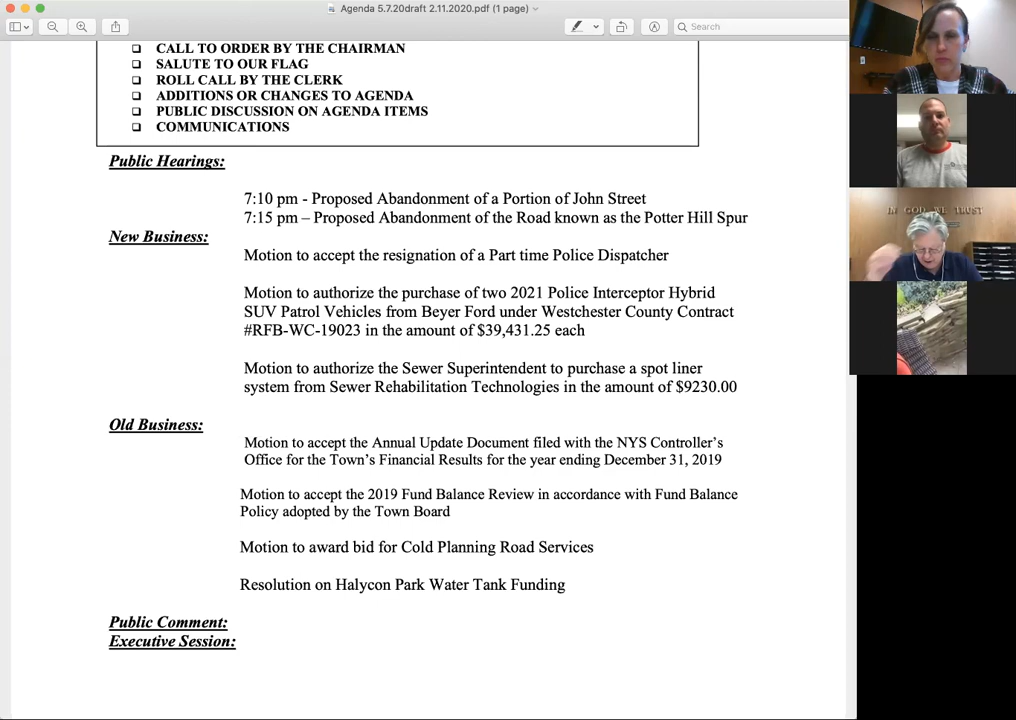 Agenda 5.7.20draft 2.11.2020.pdf (1 page)
Search
CALL TO ORDER BY THE CHAIRMAN
SALUTE TO OUR FLAG
ROLL CALL BY THE CLERK
ADDITIONS OR CHANGES TO AGENDA
PUBLIC DISCUSSION ON AGENDA ITEMS
COMMUNICATIONS
Public Hearings:
7:10 pm - Proposed Abandonment of a Portion of John Street
7:15 pm – Proposed Abandonment of the Road known as the Potter Hill Spur
New Business:
Motion to accept the resignation of a Part time Police Dispatcher
Motion to authorize the purchase of two 2021 Police Interceptor Hybrid
SUV Patrol Vehicles from Beyer Ford under Westchester County Contract
#RFB-WC-19023 in the amount of $39,431.25 each
Motion to authorize the Sewer Superintendent to purchase a spot liner
system from Sewer Rehabilitation Technologies in the amount of $9230.00
Old Business:
Motion to accept the Annual Update Document filed with the NYS Controller's
Office for the Town's Financial Results for the year ending December 31, 2019
Motion to accept the 2019 Fund Balance Review in accordance with Fund Balance
Policy adopted by the Town Board
Motion to award bid for Cold Planning Road Services
Resolution on Halycon Park Water Tank Funding
Public Comment:
Executive Session:
IN GOD WE TRUST